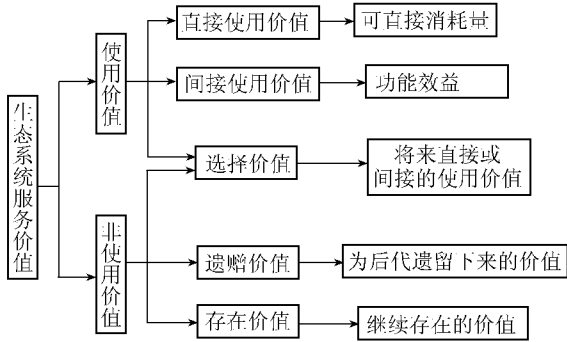 生态系统服务价值
使用价值
非使用价值
直接使用价值
可直接消耗量
间接使用价值
功能效益
选择价值
将来直接或
间接的使用价值
遗赠价值
为后代遗留下来的价值
存在价值
继续存在的价值